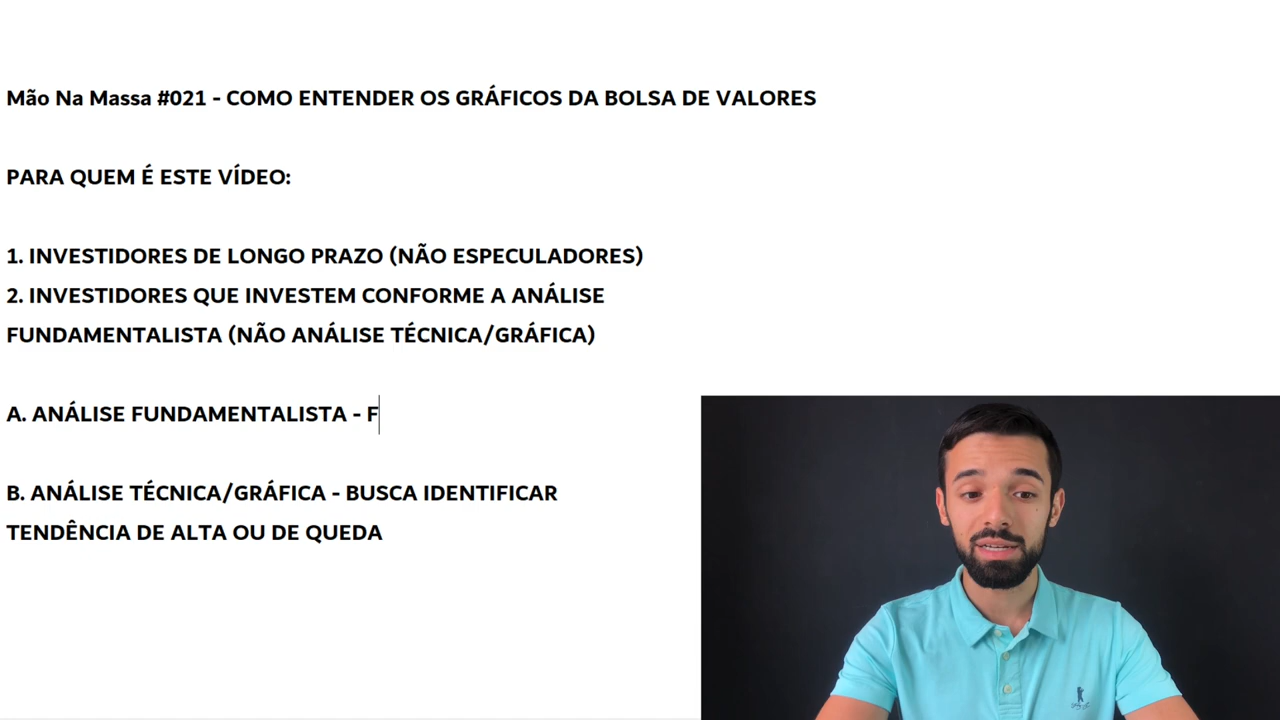 Mão Na Massa #021 - COMO ENTENDER OS GRÁFICOS DA BOLSA DE VALORES
PARA QUEM É ESTE VÍDEO:
1. INVESTIDORES DE LONGO PRAZO (NÃO ESPECULADORES)
2. INVESTIDORES QUE INVESTEM CONFORME A ANÁLISE
FUNDAMENTALISTA (NÃO ANÁLISE TÉCNICA/GRÁFICA)
A. ANÁLISE FUNDAMENTALISTA - F
B. ANÁLISE TÉCNICA/GRÁFICA - BUSCA IDENTIFICAR
TENDÊNCIA DE ALTA OU DE QUEDA